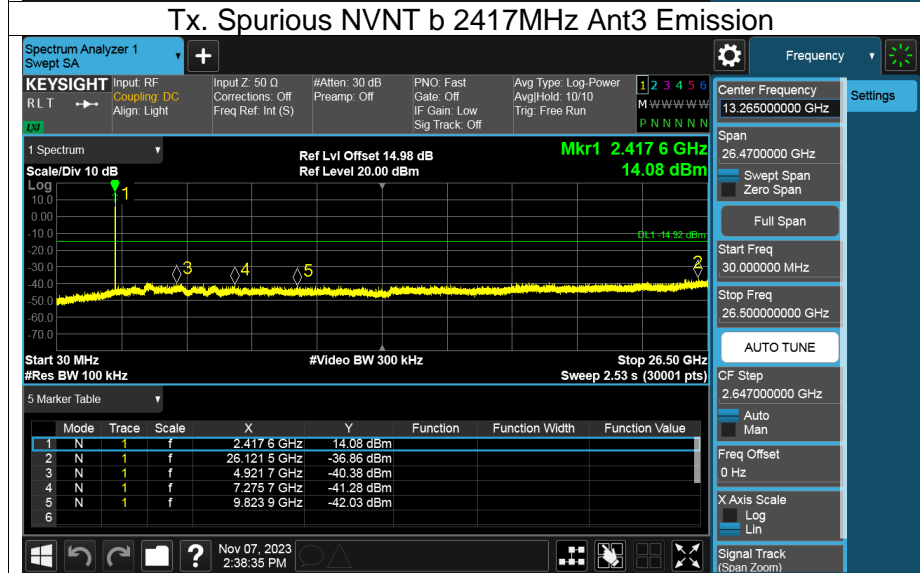 Tx. Spurious NVNT b 2417MHz Ant3 Emission
Spectrum Analyzer 1
Swept SA
+
Frequency
KEYSIGHT
RLT
LXI
Input: RF
Coupling: DC
Align: Light
Input Z: 50 Ω
Corrections: Off
Freq Ref: Int (S)
#Atten: 30 dB
Preamp: Off
PNO: Fast
Gate: Off
IF Gain: Low
Sig Track: Off
Avg Type: Log-Power
Avg|Hold: 10/10
Trig: Free Run
1 2 3 4 5 6
M W W W W W
P N N N N N
Center Frequency
13.265000000 GHz
Settings
Span
26.4700000 GHz
Swept Span
Zero Span
Full Span
Start Freq
30.000000 MHz
Stop Freq
26.500000000 GHz
AUTO TUNE
CF Step
2.647000000 GHz
Auto
Man
Freq Offset
0 Hz
X Axis Scale
Log
Lin
Signal Track
(Span Zoom)
1 Spectrum
Scale/Div 10 dB
Log
Ref Lvl Offset 14.98 dB
Ref Level 20.00 dBm
Mkr1 2.417 6 GHz
14.08 dBm
10.0
0.00
-10.0
-20.0
-30.0
-40.0
-50.0
-60.0
-70.0
1
DL1 -14.92 dBm
2
3
4
5
Start 30 MHz
#Res BW 100 kHz
#Video BW 300 kHz
Stop 26.50 GHz
Sweep 2.53 s (30001 pts)
5 Marker Table
Mode Trace Scale X Y Function Function Width Function Value
1 N 1 f 2.417 6 GHz 14.08 dBm
2 N 1 f 26.121 5 GHz -36.86 dBm
3 N 1 f 4.921 7 GHz -40.38 dBm
4 N 1 f 7.275 7 GHz -41.28 dBm
5 N 1 f 9.823 9 GHz -42.03 dBm
6
?
Nov 07, 2023
2:38:35 PM